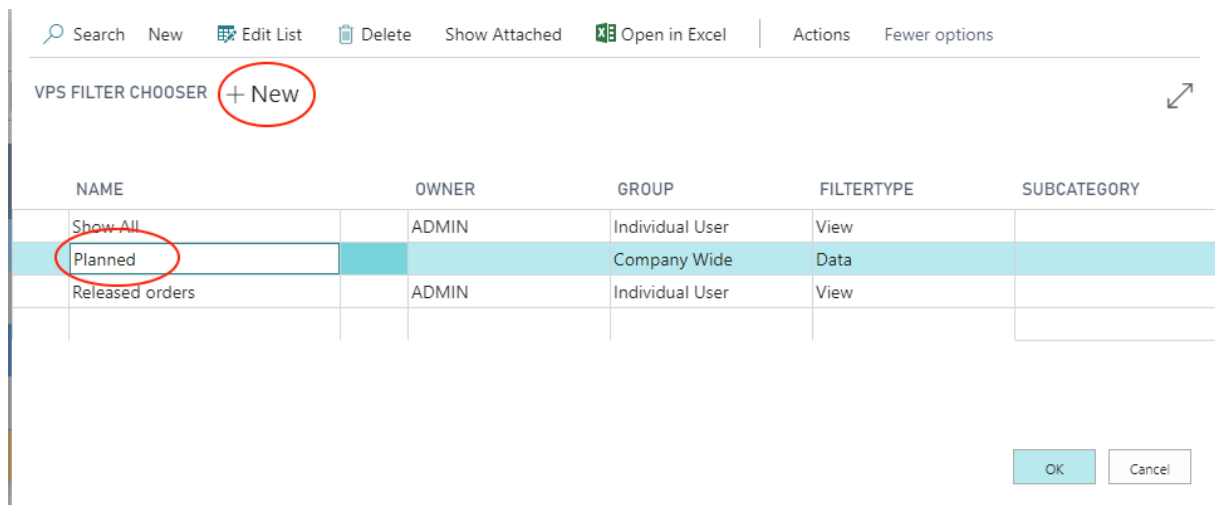 Search New Edit List Delete Show Attached Open in Excel Actions Fewer options
VPS FILTER CHOOSER + New
NAME OWNER GROUP FILTERTYPE SUBCATEGORY
Show All ADMIN Individual User View
Planned Company Wide Data
Released orders ADMIN Individual User View
OK Cancel